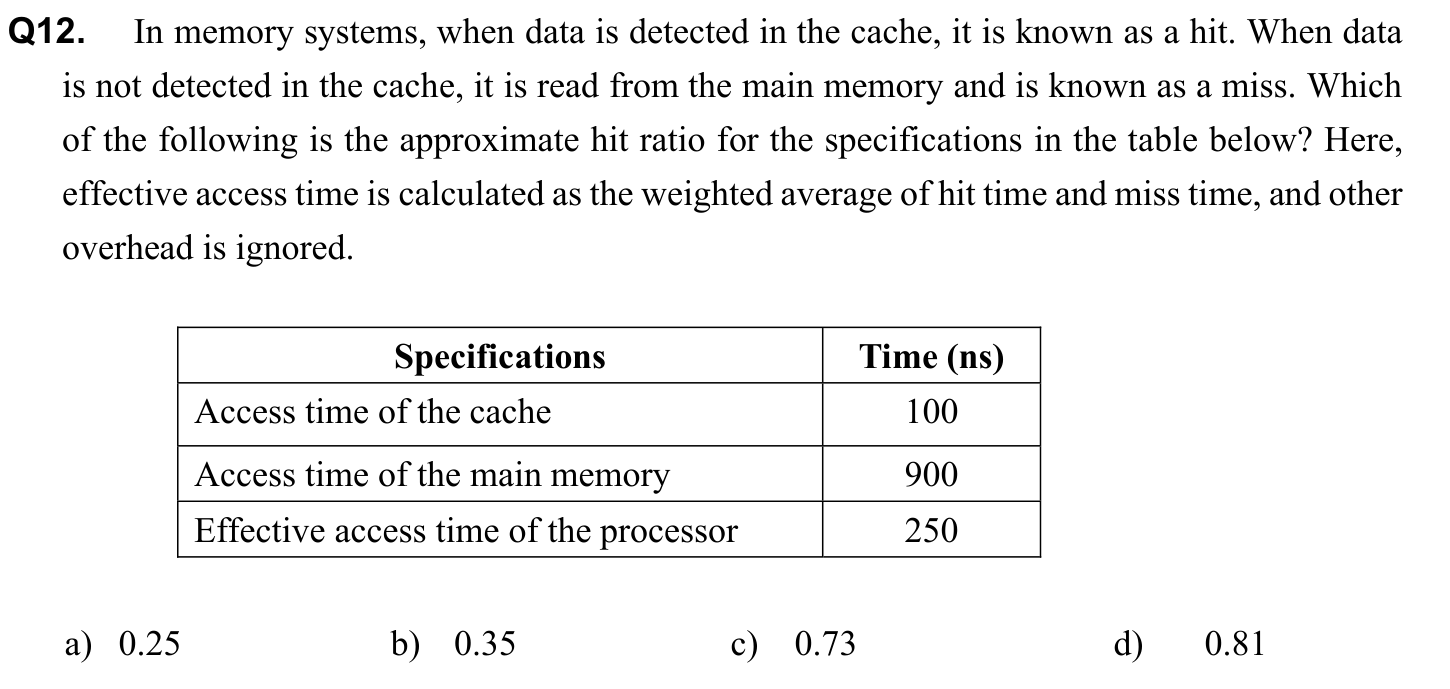 Q12. In memory systems, when data is detected in the cache, it is known as a hit. When data
is not detected in the cache, it is read from the main memory and is known as a miss. Which
of the following is the approximate hit ratio for the specifications in the table below? Here,
effective access time is calculated as the weighted average of hit time and miss time, and other
overhead is ignored.
Specifications Time (ns)
Access time of the cache 100
Access time of the main memory 900
Effective access time of the processor 250
a) 0.25 b) 0.35 c) 0.73 d) 0.81